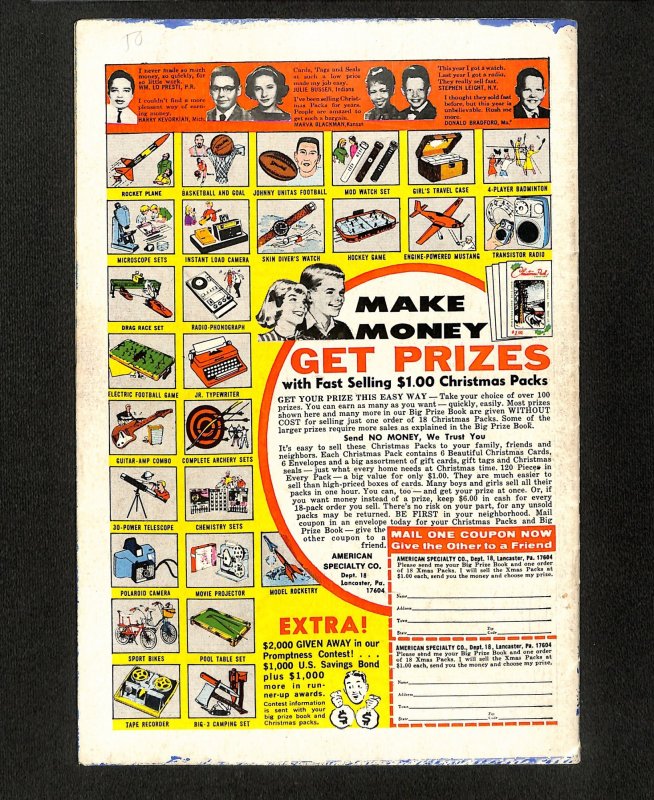 10
I never made so much
money, so quickly, for
so little work.
WM. LO PRESTI, P.R.
I couldn't find a more
pleasant way of earn-
ing money.
HARRY KEVORKIAN, Mich.
Cards, Tags and Seals
at such a low price
made my job easy.
JULIE BUSSEN, Indiana
I've been selling Christ-
mas Packs for years.
People are amazed to
get such a bargain.
MARVA GLACKMAN, Kansas
This year I got a watch.
Last year I got a radio.
They really sell fast.
STEPHEN LEIGHT, N.Y.
I thought they sold fast
before, but this year is
unbelievable. Rush me
more.
DONALD BRADFORD, Mo.
ROCKET PLANE
BASKETBALL AND GOAL
JOHNNY UNITAS FOOTBALL
MOD WATCH SET
GIRL'S TRAVEL CASE
4-PLAYER BADMINTON
MICROSCOPE SETS
INSTANT LOAD CAMERA
SKIN DIVER'S WATCH
HOCKEY GAME
ENGINE-POWERED MUSTANG
TRANSISTOR RADIO
DRAG RACE SET
RADIO-PHONOGRAPH
ELECTRIC FOOTBALL GAME
JR. TYPEWRITER
GUITAR-AMP COMBO
COMPLETE ARCHERY SETS
30-POWER TELESCOPE
CHEMISTRY SETS
POLAROID CAMERA
MOVIE PROJECTOR
MODEL ROCKETRY
SPORT BIKES
POOL TABLE SET
TAPE RECORDER
BIG-3 CAMPING SET
MAKE
MONEY
GET PRIZES
with Fast Selling $1.00 Christmas Packs
GET YOUR PRIZE THIS EASY WAY — Take your choice of over 100
prizes. You can earn as many as you want — quickly, easily. Most prizes
shown here and many more in our Big Prize Book are given WITHOUT
COST for selling just one order of 18 Christmas Packs. Some of the
larger prizes require more sales as explained in the Big Prize Book.
Send NO MONEY, We Trust You
It's easy to sell these Christmas Packs to your family, friends and
neighbors. Each Christmas Pack contains 6 Beautiful Christmas Cards,
6 Envelopes and a big assortment of gift cards, gift tags and Christmas
seals — just what every home needs at Christmas time. 120 Pieces in
Every Pack — a big value for only $1.00. They are much easier to
sell than high-priced boxes of cards. Many boys and girls sell all their
packs in one hour. You can, too — and get your prize at once. Or, if
you want money instead of a prize, keep $6.00 in cash for every
18-pack order you sell. There's no risk on your part, for any unsold
packs may be returned. BE FIRST in your neighborhood. Mail
coupon in an envelope today for your Christmas Packs and Big
Prize Book — give the
other coupon to a
friend.
AMERICAN
SPECIALTY CO.
Dept. 18
Lancaster, Pa.
17604
EXTRA!
$2,000 GIVEN AWAY in our
Promptness Contest! . . .
$1,000 U.S. Savings Bond
plus $1,000
more in run-
ner-up awards.
Contest information
is sent with your
big prize book and
Christmas packs.
$ $
MAIL ONE COUPON NOW
Give the Other to a Friend
AMERICAN SPECIALTY CO., Dept. 18, Lancaster, Pa. 17604
Please send me your Big Prize Book and one order
of 18 Xmas Packs. I will sell the Xmas Packs at
$1.00 each, send you the money and choose my prize.
Name
Address
Town
State Zip Code
AMERICAN SPECIALTY CO., Dept. 18, Lancaster, Pa. 17604
Please send me your Big Prize Book and one order
of 18 Xmas Packs. I will sell the Xmas Packs at
$1.00 each, send you the money and choose my prize.
Name
Address
Town
State Zip Code